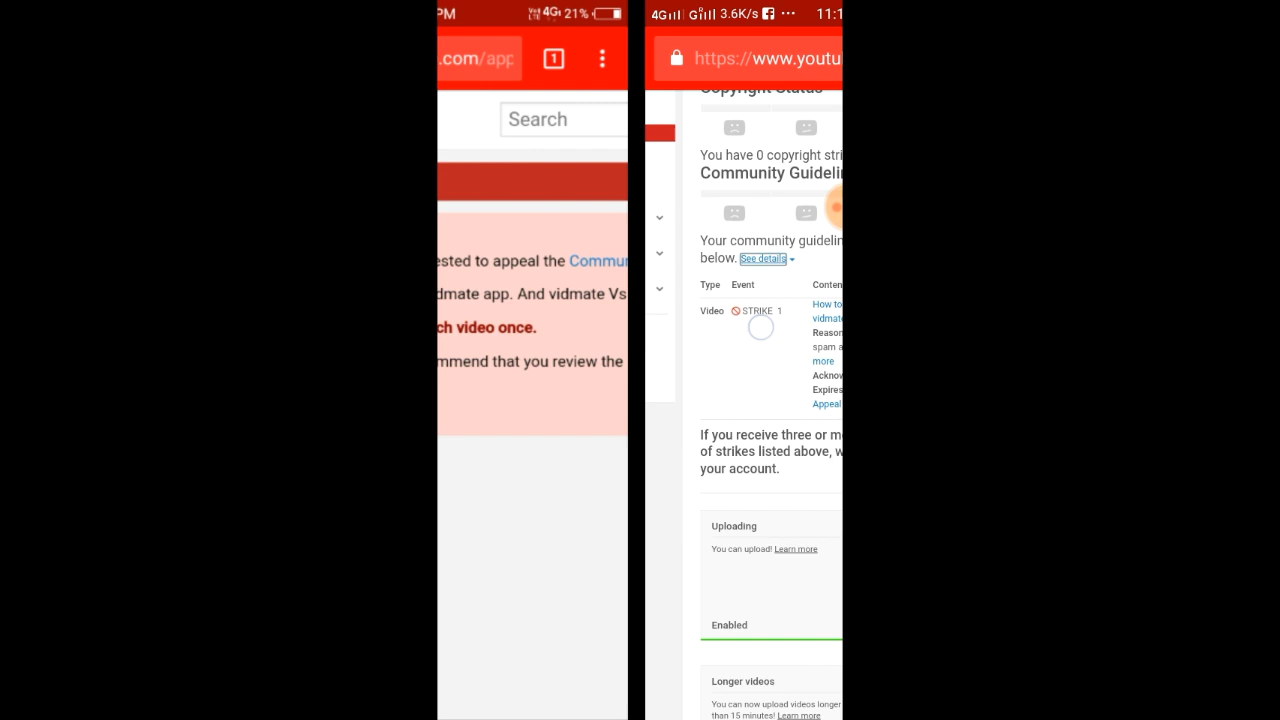 PM
4G 21%
.com/app
1
Search
ested to appeal the Commu
dmate app. And vidmate Vs
ch video once.
mmend that you review the
4G G R 3.6K/s ••• 11:1
https://www.youtu
Copyright Status
You have 0 copyright stri
Community Guideli
Your community guidelin
below. See details
Type Event Conten
Video STRIKE 1
How to
vidmate
Reason
spam a
more
Acknow
Expires
Appeal
If you receive three or m
of strikes listed above, w
your account.
Uploading
You can upload! Learn more
Enabled
Longer videos
You can now upload videos longer
than 15 minutes! Learn more